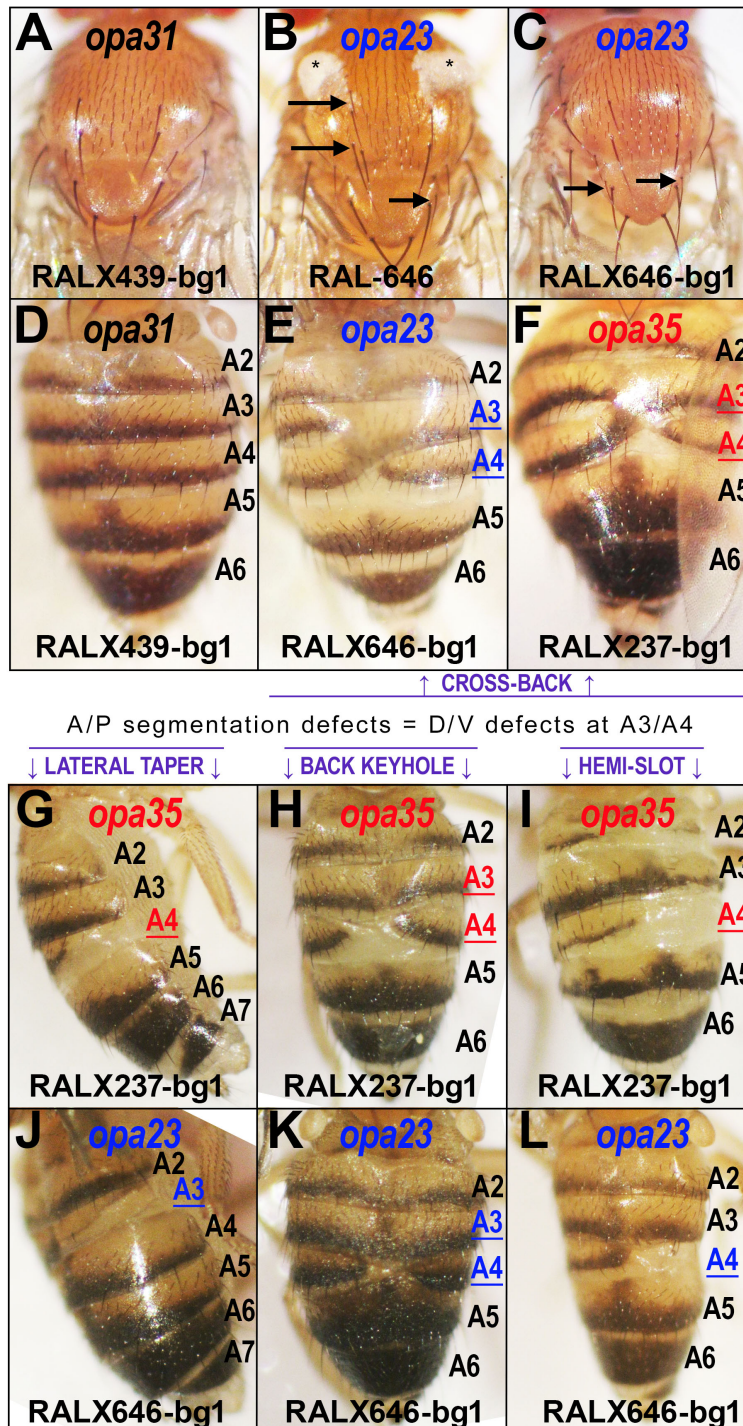 A opa31
RALX439-bg1
B opa23
* *
RAL-646
C opa23
RALX646-bg1
D opa31
A2
A3
A4
A5
A6
RALX439-bg1
E opa23
A2
A3
A4
A5
A6
RALX646-bg1
F opa35
A2
A3
A4
A5
A6
RALX237-bg1
↑ CROSS-BACK ↑
A/P segmentation defects = D/V defects at A3/A4
↓ LATERAL TAPER ↓
↓ BACK KEYHOLE ↓
↓ HEMI-SLOT ↓
G opa35
A2
A3
A4
A5
A6
A7
RALX237-bg1
H opa35
A2
A3
A4
A5
A6
RALX237-bg1
I opa35
A2
A3
A4
A5
A6
RALX237-bg1
J opa23
A2
A3
A4
A5
A6
A7
RALX646-bg1
K opa23
A2
A3
A4
A5
A6
RALX646-bg1
L opa23
A2
A3
A4
A5
A6
RALX646-bg1